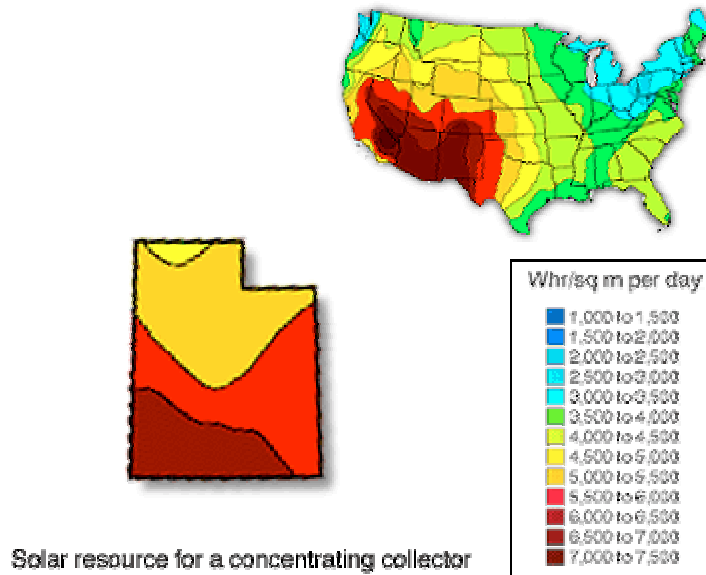 Whr/sq m per day
1,000 to 1,500
1,500 to 2,000
2,000 to 2,500
2,500 to 3,000
3,000 to 3,500
3,500 to 4,000
4,000 to 4,500
4,500 to 5,000
5,000 to 5,500
5,500 to 6,000
6,000 to 6,500
6,500 to 7,000
7,000 to 7,500
Solar resource for a concentrating collector